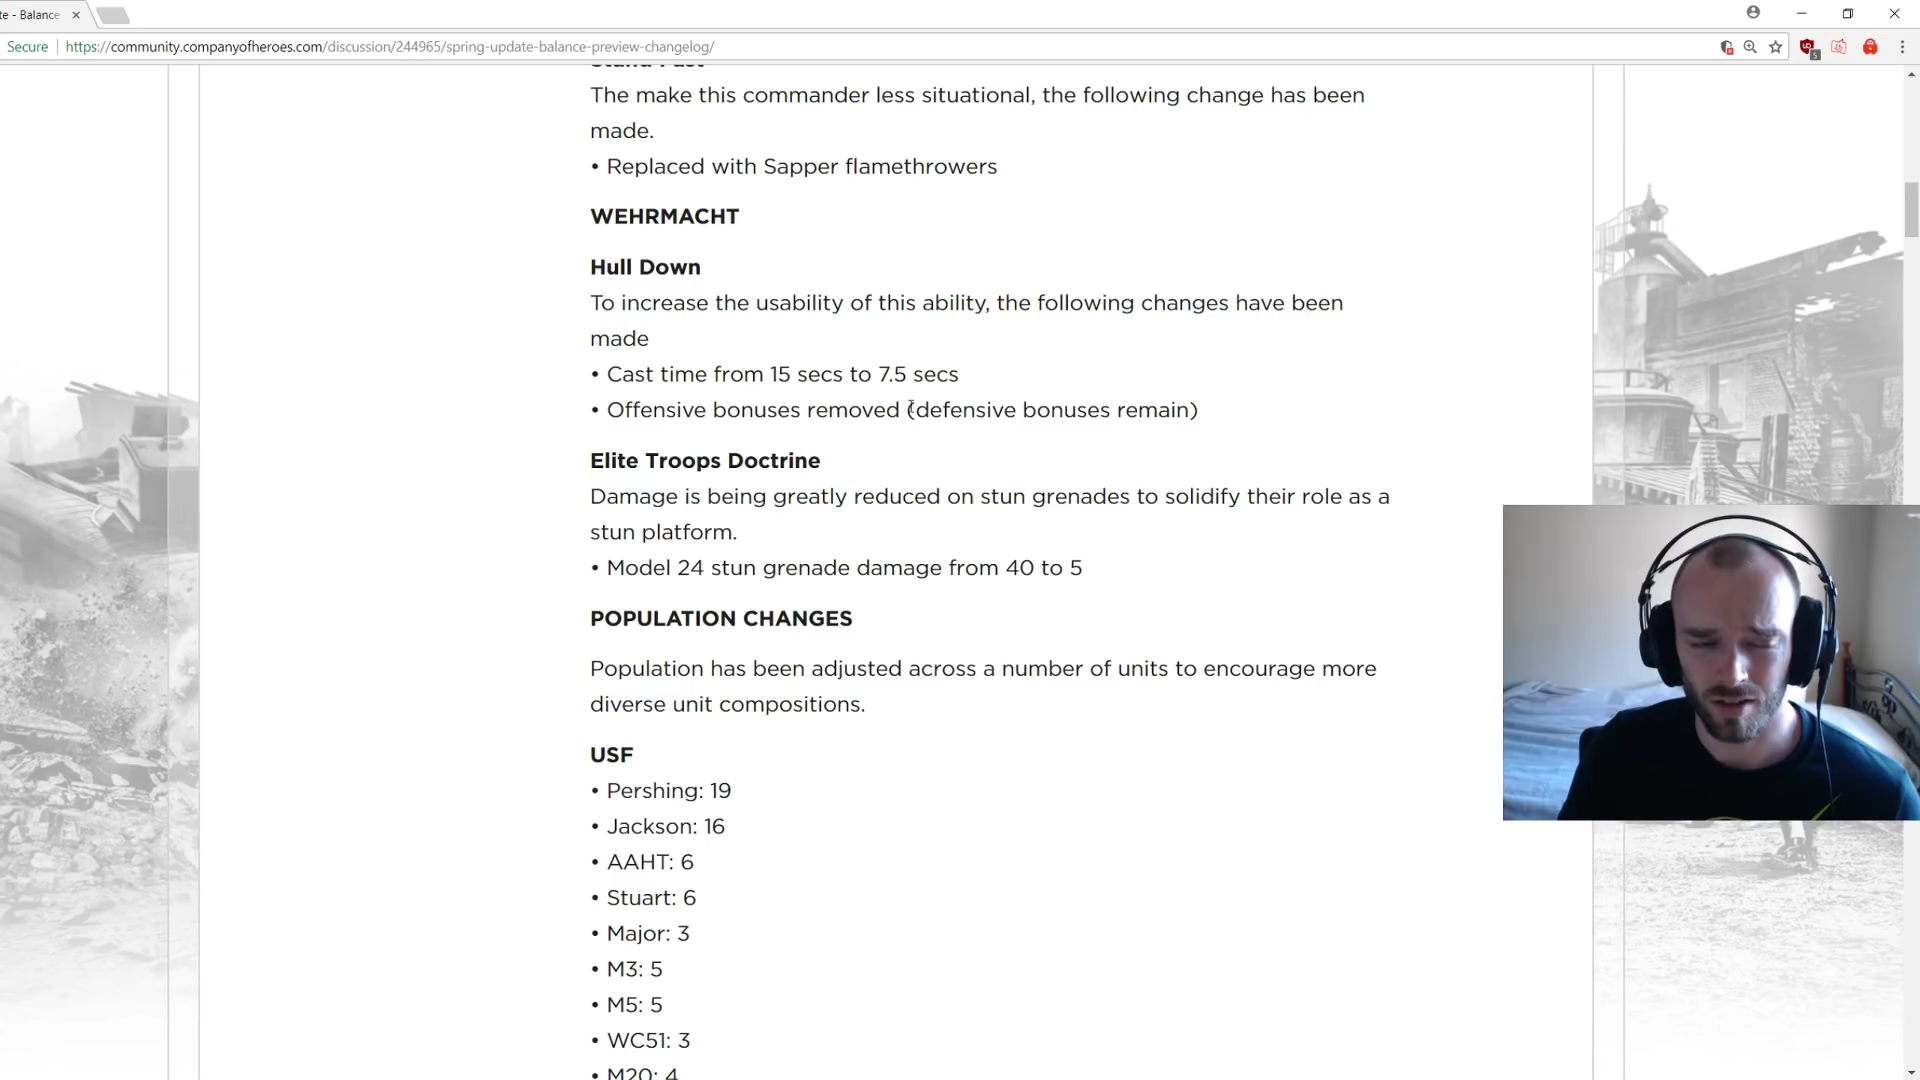 te - Balance
Secure
https://community.companyofheroes.com/discussion/244965/spring-update-balance-preview-changelog/
The make this commander less situational, the following change has been
made.
• Replaced with Sapper flamethrowers
WEHRMACHT
Hull Down
To increase the usability of this ability, the following changes have been
made
• Cast time from 15 secs to 7.5 secs
• Offensive bonuses removed (defensive bonuses remain)
Elite Troops Doctrine
Damage is being greatly reduced on stun grenades to solidify their role as a
stun platform.
• Model 24 stun grenade damage from 40 to 5
POPULATION CHANGES
Population has been adjusted across a number of units to encourage more
diverse unit compositions.
USF
• Pershing: 19
• Jackson: 16
• AAHT: 6
• Stuart: 6
• Major: 3
• M3: 5
• M5: 5
• WC51: 3
• M20: 4